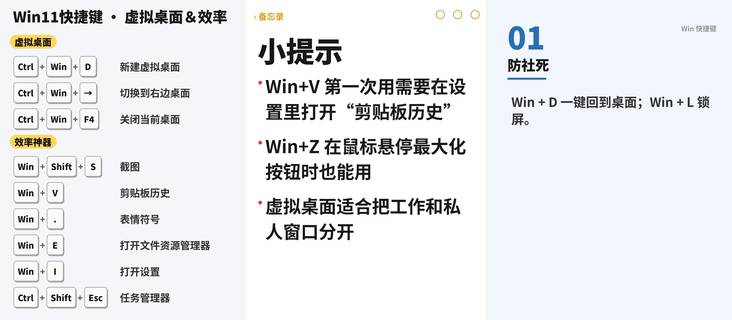 Win11快捷键 · 虚拟桌面＆效率
虚拟桌面
Ctrl + Win + D 新建虚拟桌面
Ctrl + Win + → 切换到右边桌面
Ctrl + Win + F4 关闭当前桌面
效率神器
Win + Shift + S 截图
Win + V 剪贴板历史
Win + . 表情符号
Win + E 打开文件资源管理器
Win + I 打开设置
Ctrl + Shift + Esc 任务管理器
‹ 备忘录
小提示
• Win+V 第一次用需要在设
置里打开“剪贴板历史”
• Win+Z 在鼠标悬停最大化
按钮时也能用
• 虚拟桌面适合把工作和私
人窗口分开
Win 快捷键
01
防社死
Win + D 一键回到桌面；Win + L 锁
屏。